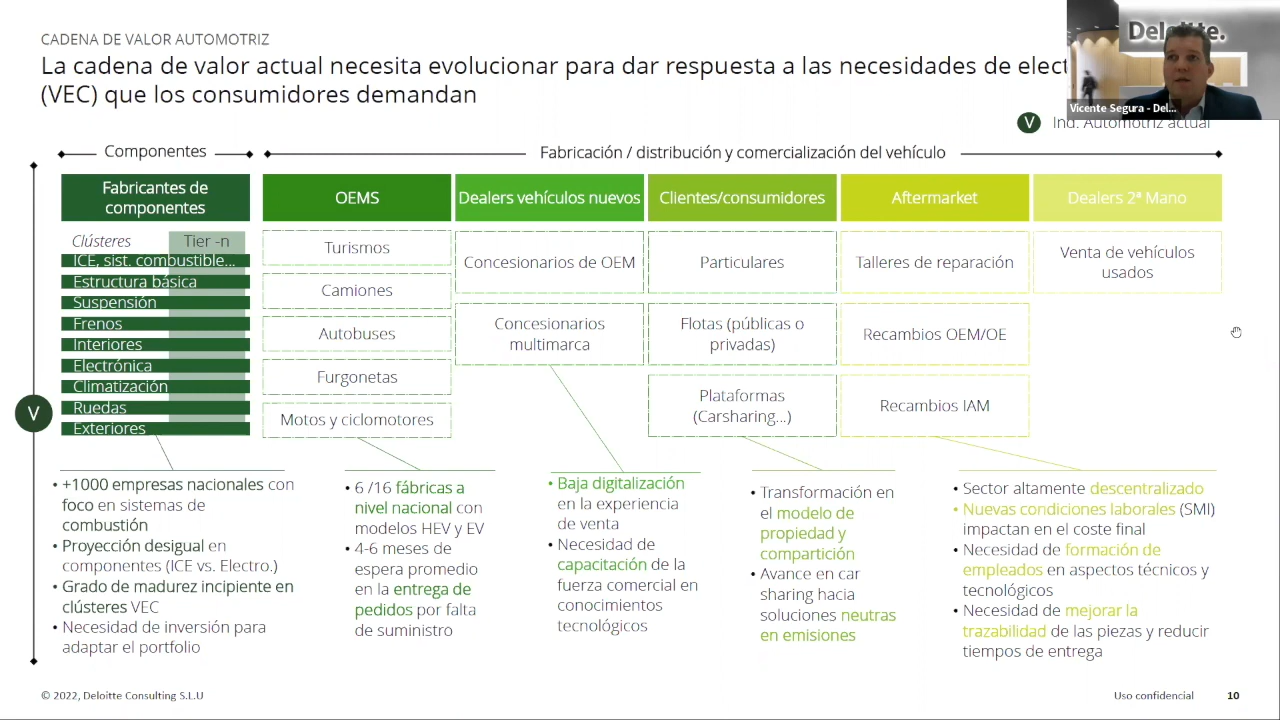 CADENA DE VALOR AUTOMOTRIZ
La cadena de valor actual necesita evolucionar para dar respuesta a las necesidades de elect
(VEC) que los consumidores demandan
Deloitte.
Vicente Segura - Del...
V Ind. Automotriz actual
Componentes
Fabricación / distribución y comercialización del vehículo
Fabricantes de
componentes
OEMS
Dealers vehículos nuevos
Clientes/consumidores
Aftermarket
Dealers 2ª Mano
Clústeres
Tier -n
ICE, sist. combustible...
Estructura básica
Suspensión
Frenos
Interiores
Electrónica
Climatización
Ruedas
Exteriores
V
Turismos
Camiones
Autobuses
Furgonetas
Motos y ciclomotores
Concesionarios de OEM
Concesionarios
multimarca
Particulares
Flotas (públicas o
privadas)
Plataformas
(Carsharing...)
Talleres de reparación
Recambios OEM/OE
Recambios IAM
Venta de vehículos
usados
• +1000 empresas nacionales con
foco en sistemas de
combustión
• Proyección desigual en
componentes (ICE vs. Electro.)
• Grado de madurez incipiente en
clústeres VEC
• Necesidad de inversión para
adaptar el portfolio
• 6 /16 fábricas a
nivel nacional con
modelos HEV y EV
• 4-6 meses de
espera promedio
en la entrega de
pedidos por falta
de suministro
• Baja digitalización
en la experiencia
de venta
• Necesidad de
capacitación de la
fuerza comercial en
conocimientos
tecnológicos
• Transformación en
el modelo de
propiedad y
compartición
• Avance en car
sharing hacia
soluciones neutras
en emisiones
• Sector altamente descentralizado
• Nuevas condiciones laborales (SMI)
impactan en el coste final
• Necesidad de formación de
empleados en aspectos técnicos y
tecnológicos
• Necesidad de mejorar la
trazabilidad de las piezas y reducir
tiempos de entrega
© 2022, Deloitte Consulting S.L.U
Uso confidencial
10